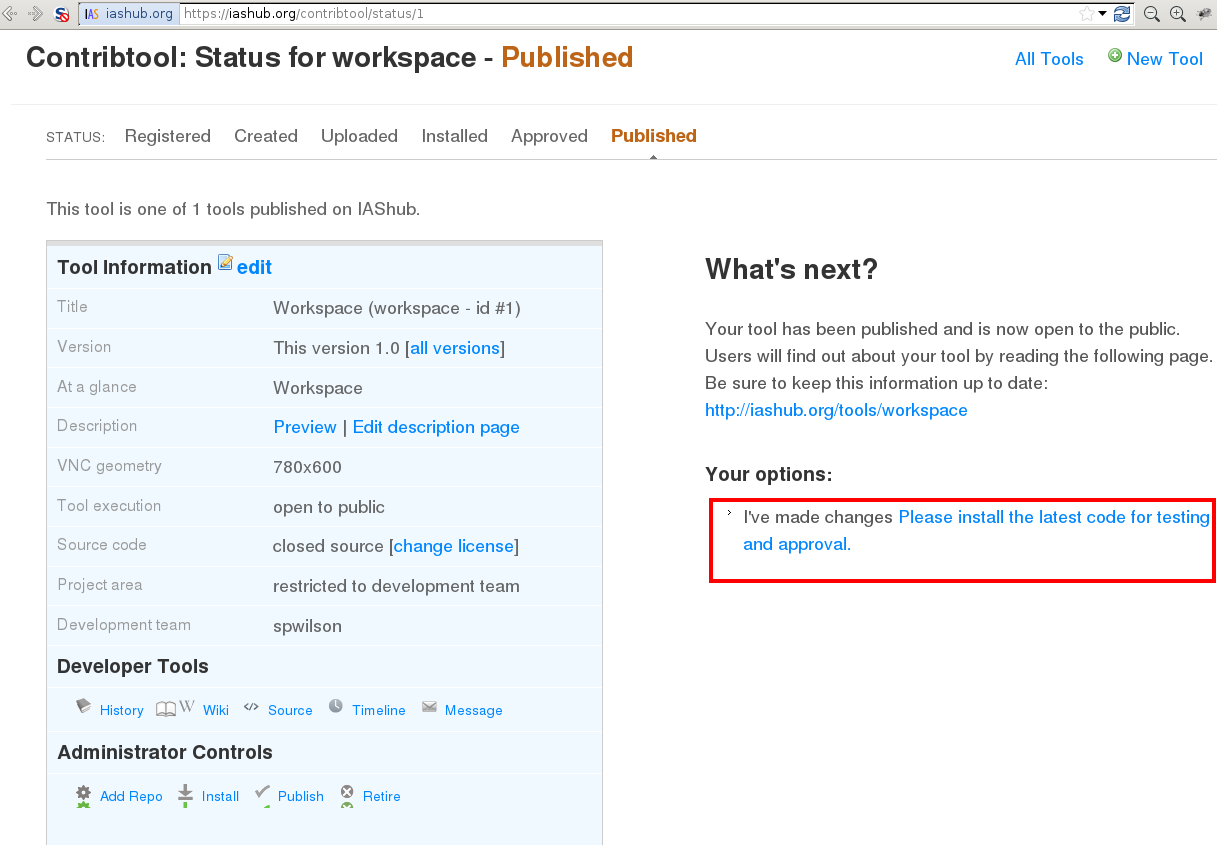 IAS iashub.org https://iashub.org/contribtool/status/1
Contribtool: Status for workspace - Published
All Tools New Tool
STATUS: Registered Created Uploaded Installed Approved Published
This tool is one of 1 tools published on IAShub.
Tool Information edit
Title Workspace (workspace - id #1)
Version This version 1.0 [all versions]
At a glance Workspace
Description Preview | Edit description page
VNC geometry 780x600
Tool execution open to public
Source code closed source [change license]
Project area restricted to development team
Development team spwilson
Developer Tools
History W Wiki </> Source Timeline Message
Administrator Controls
Add Repo Install Publish Retire
What's next?
Your tool has been published and is now open to the public.
Users will find out about your tool by reading the following page.
Be sure to keep this information up to date:
http://iashub.org/tools/workspace
Your options:
I've made changes Please install the latest code for testing
and approval.